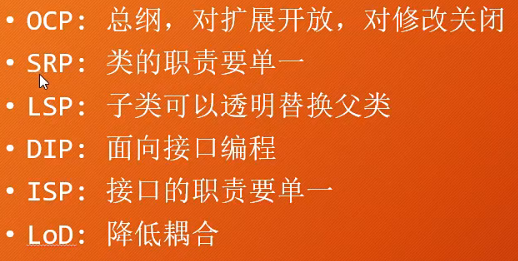 • OCP: 总纲，对扩展开放，对修改关闭
• SRP: 类的职责要单一
• LSP: 子类可以透明替换父类
• DIP: 面向接口编程
• ISP: 接口的职责要单一
• LoD: 降低耦合